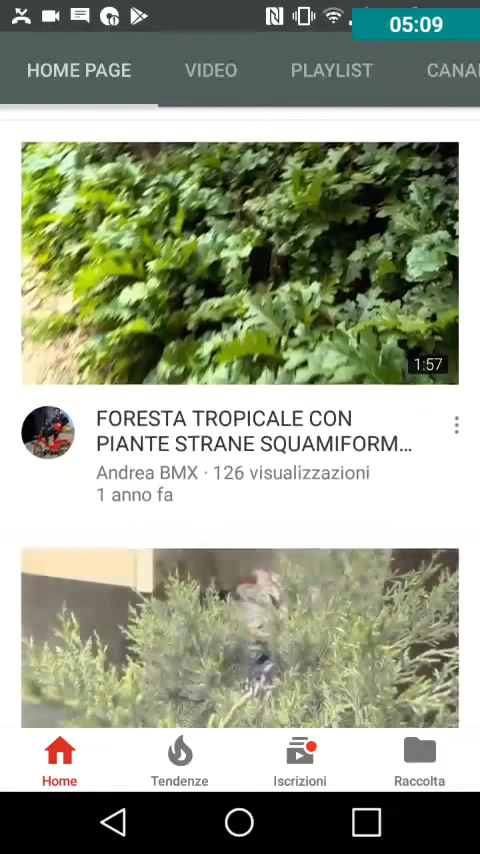 05:09
HOME PAGE
VIDEO
PLAYLIST
CANA
1:57
FORESTA TROPICALE CON
PIANTE STRANE SQUAMIFORM...
Andrea BMX · 126 visualizzazioni
1 anno fa
Home
Tendenze
Iscrizioni
Raccolta